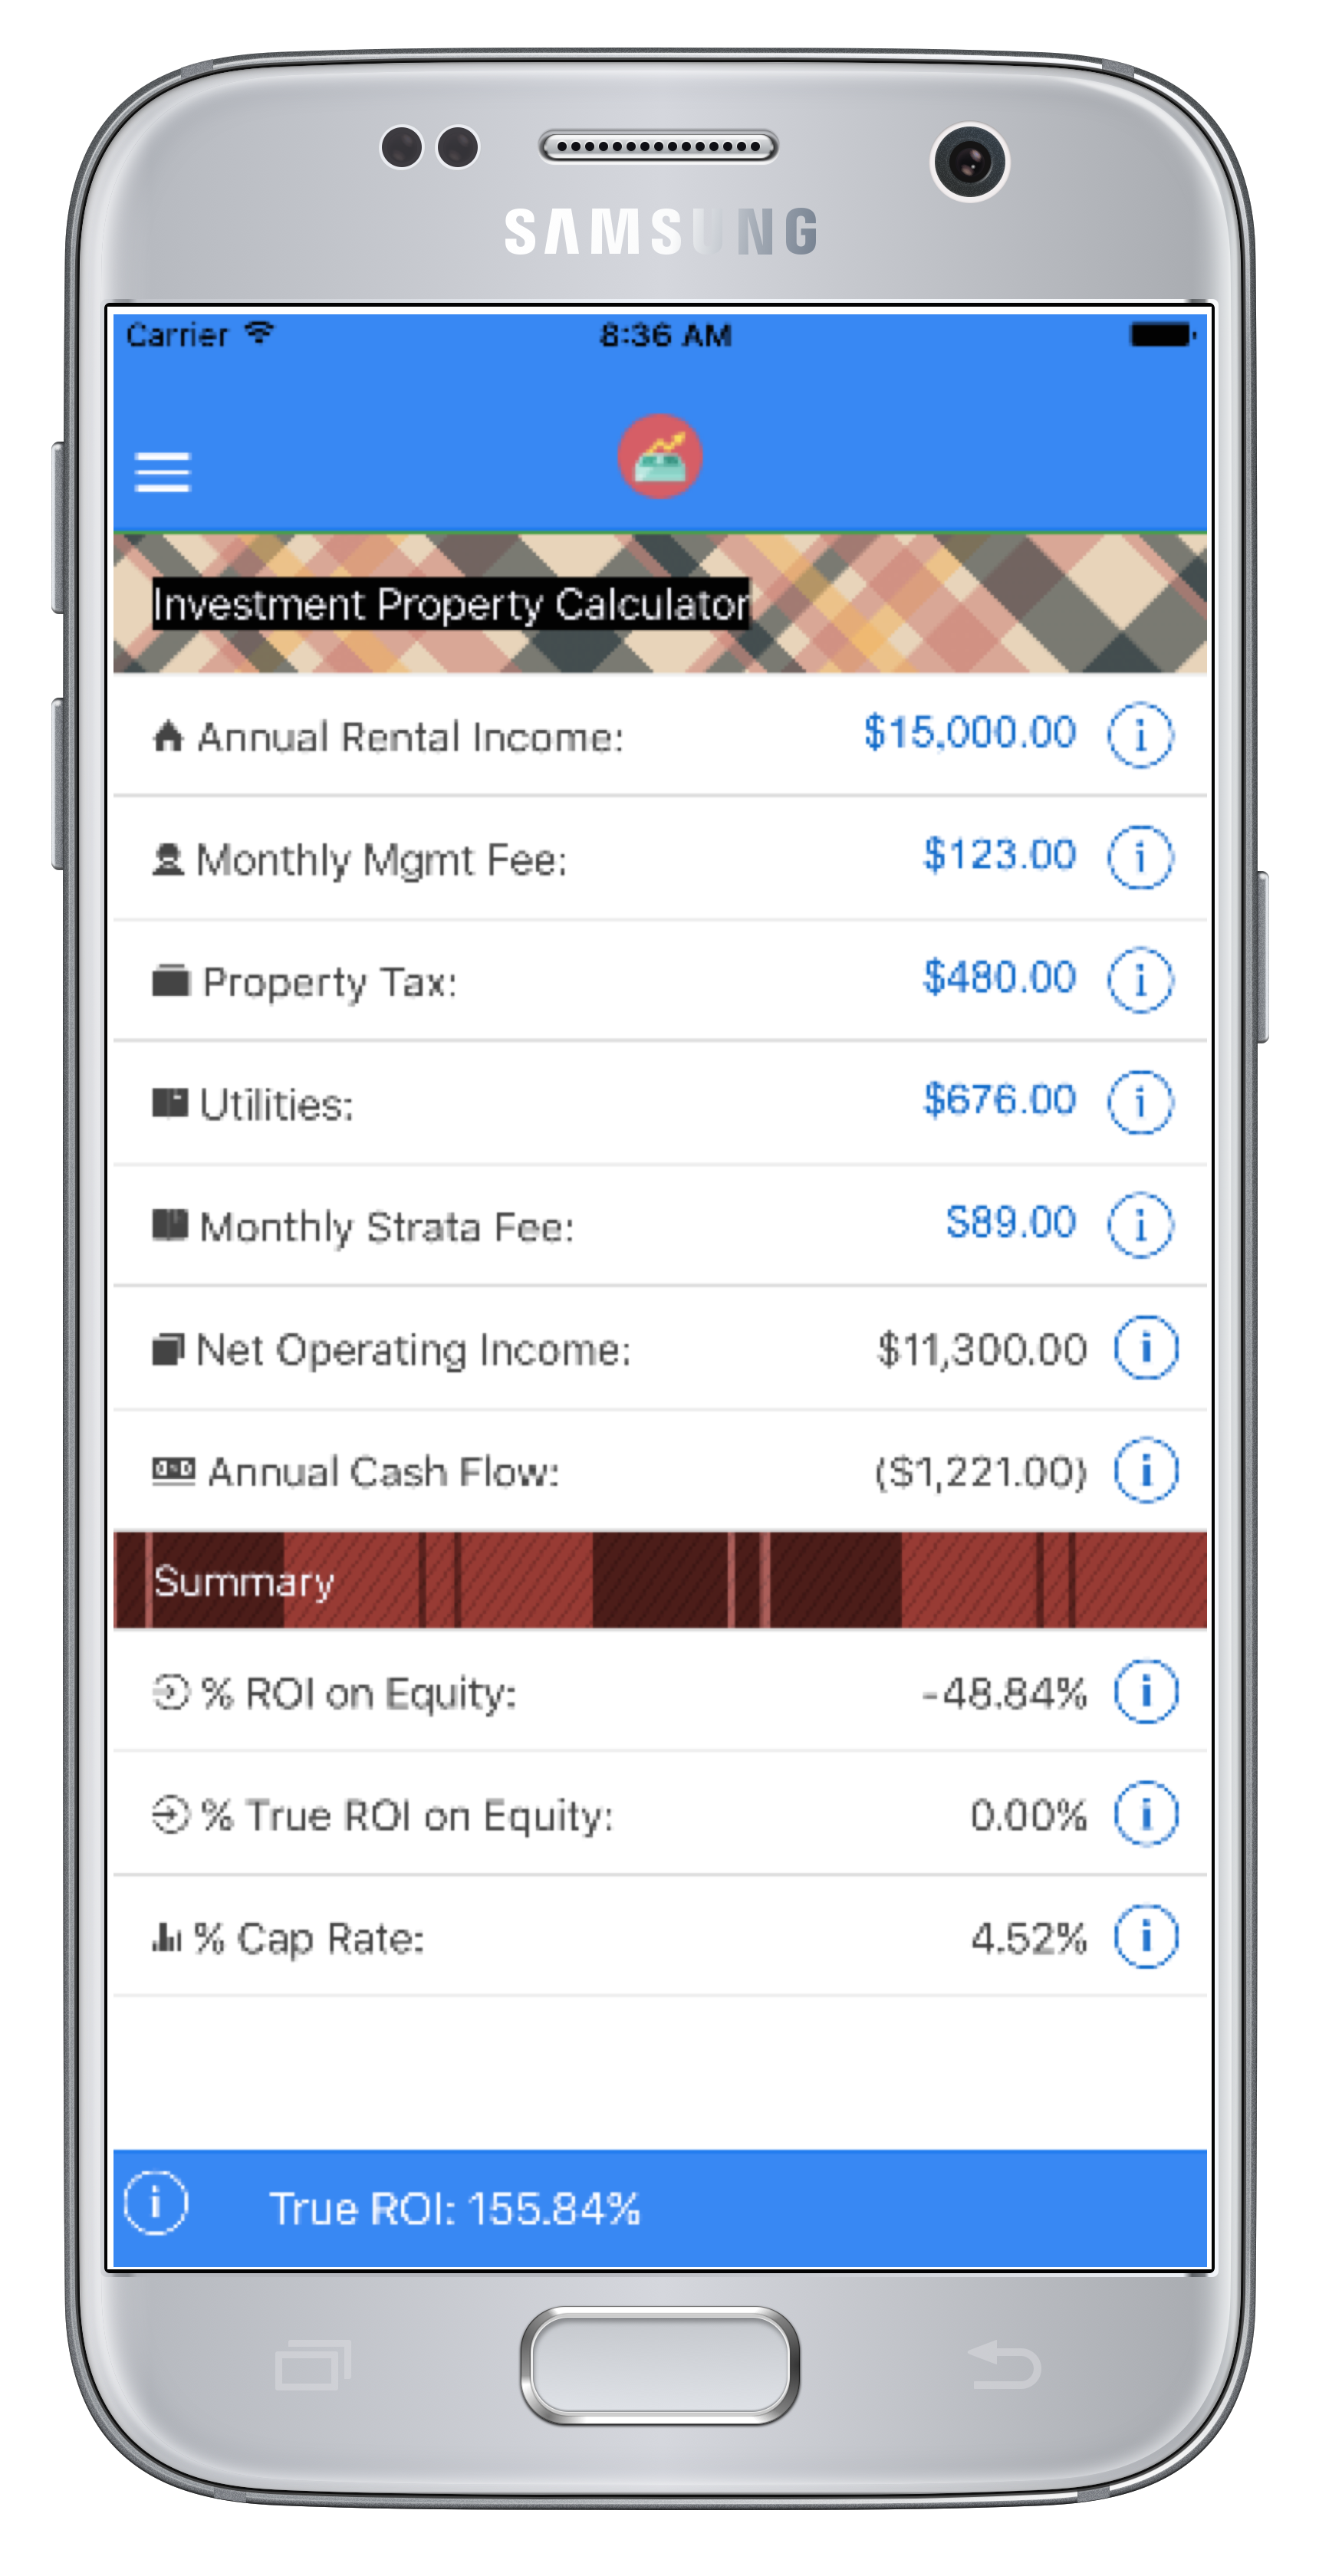 SAMSUNG
Carrier 8:36 AM
Investment Property Calculator
Annual Rental Income: $15,000.00
Monthly Mgmt Fee: $123.00
Property Tax: $480.00
Utilities: $676.00
Monthly Strata Fee: $89.00
Net Operating Income: $11,300.00
Annual Cash Flow: ($1,221.00)
Summary
% ROI on Equity: -48.84%
% True ROI on Equity: 0.00%
% Cap Rate: 4.52%
True ROI: 155.84%